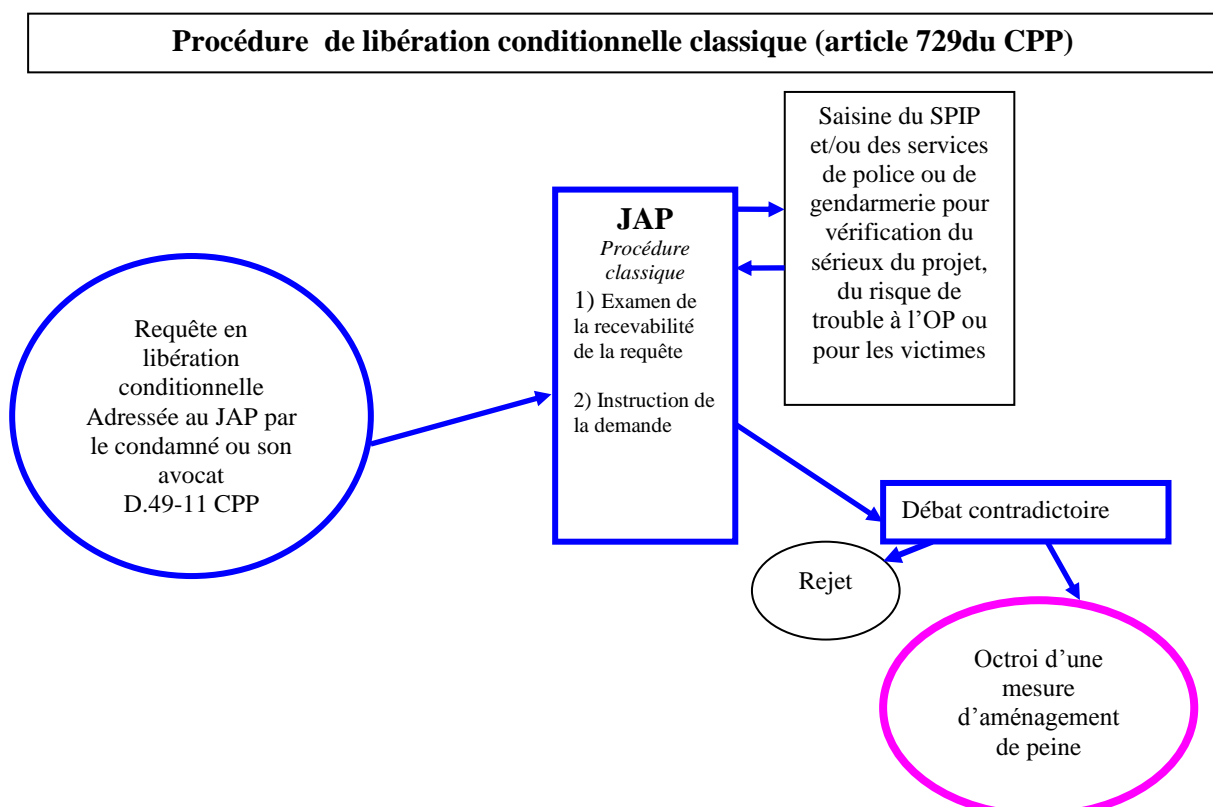 Procédure  de libération conditionnelle classique (article 729du CPP)
Requête en
libération
conditionnelle
Adressée au JAP par
le condamné ou son
avocat
D.49-11 CPP
JAP
Procédure
classique
1) Examen de
la recevabilité
de la requête
2) Instruction de
la demande
Saisine du SPIP
et/ou des services
de police ou de
gendarmerie pour
vérification du
sérieux du projet,
du risque de
trouble à l’OP ou
pour les victimes
Débat contradictoire
Rejet
Octroi d’une
mesure
d’aménagement
de peine